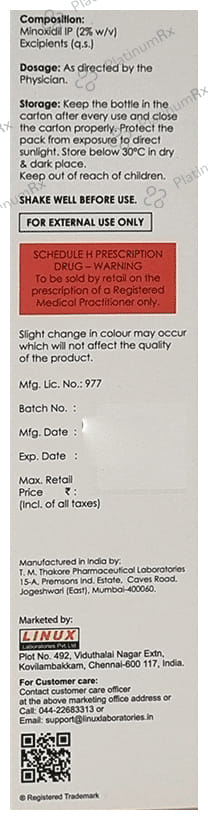 Composition:
Minoxidil IP (2% w/v)
Excipients (q.s.)
Dosage: As directed by the
Physician.
Storage: Keep the bottle in the
carton after every use and close
the carton properly. Protect the
pack from exposure to direct
sunlight. Store below 30°C in dry
& dark place.
Keep out of reach of children.
SHAKE WELL BEFORE USE.
FOR EXTERNAL USE ONLY
SCHEDULE H PRESCRIPTION
DRUG – WARNING
To be sold by retail on the
prescription of a Registered
Medical Practitioner only.
Slight change in colour may occur
which will not affect the quality
of the product.
Mfg. Lic. No.: 977
Batch No. :
Mfg. Date :
Exp. Date :
Max. Retail
Price ₹ :
(Incl. of all taxes)
Manufactured in India by:
T. M. Thakore Pharmaceutical Laboratories
15-A, Premsons Ind. Estate, Caves Road,
Jogeshwari (East), Mumbai-400060.
Marketed by:
LINUX
Laboratories Pvt Ltd
Plot No. 492, Viduthalai Nagar Extn,
Kovilambakkam, Chennai-600 117, India.
For Customer care:
Contact customer care officer
at the above marketing office address or
Call: 044-22683313 or
Email: support@linuxlaboratories.in
® Registered Trademark
PlatinumRx